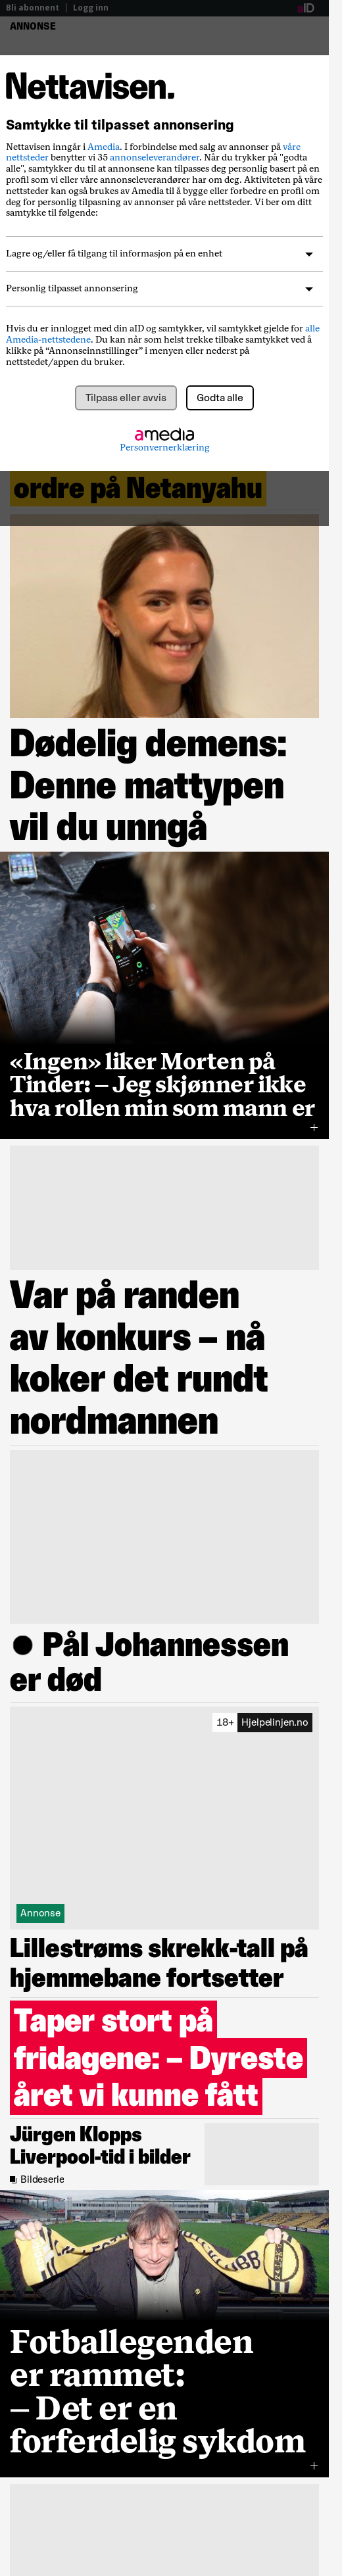 Bli abonnent | Logg inn
aID
ANNONSE
Nettavisen.
Samtykke til tilpasset annonsering
Nettavisen inngår i Amedia. I forbindelse med salg av annonser på våre
nettsteder benytter vi 35 annonseleverandører. Når du trykker på "godta
alle", samtykker du til at annonsene kan tilpasses deg personlig basert på en
profil som vi eller våre annonseleverandører har om deg. Aktiviteten på våre
nettsteder kan også brukes av Amedia til å bygge eller forbedre en profil om
deg for personlig tilpasning av annonser på våre nettsteder. Vi ber om ditt
samtykke til følgende:
Lagre og/eller få tilgang til informasjon på en enhet
Personlig tilpasset annonsering
Hvis du er innlogget med din aID og samtykker, vil samtykket gjelde for alle
Amedia-nettstedene. Du kan når som helst trekke tilbake samtykket ved å
klikke på “Annonseinnstillinger” i menyen eller nederst på
nettstedet/appen du bruker.
Tilpass eller avvis
Godta alle
amedia
Personvernerklæring
ordre på Netanyahu
Dødelig demens:
Denne mattypen
vil du unngå
«Ingen» liker Morten på
Tinder: – Jeg skjønner ikke
hva rollen min som mann er
Var på randen
av konkurs – nå
koker det rundt
nordmannen
Pål Johannessen
er død
18+ Hjelpelinjen.no
Annonse
Lillestrøms skrekk-tall på
hjemmebane fortsetter
Taper stort på
fridagene: – Dyreste
året vi kunne fått
Jürgen Klopps
Liverpool-tid i bilder
Bildeserie
Fotballegenden
er rammet:
– Det er en
forferdelig sykdom